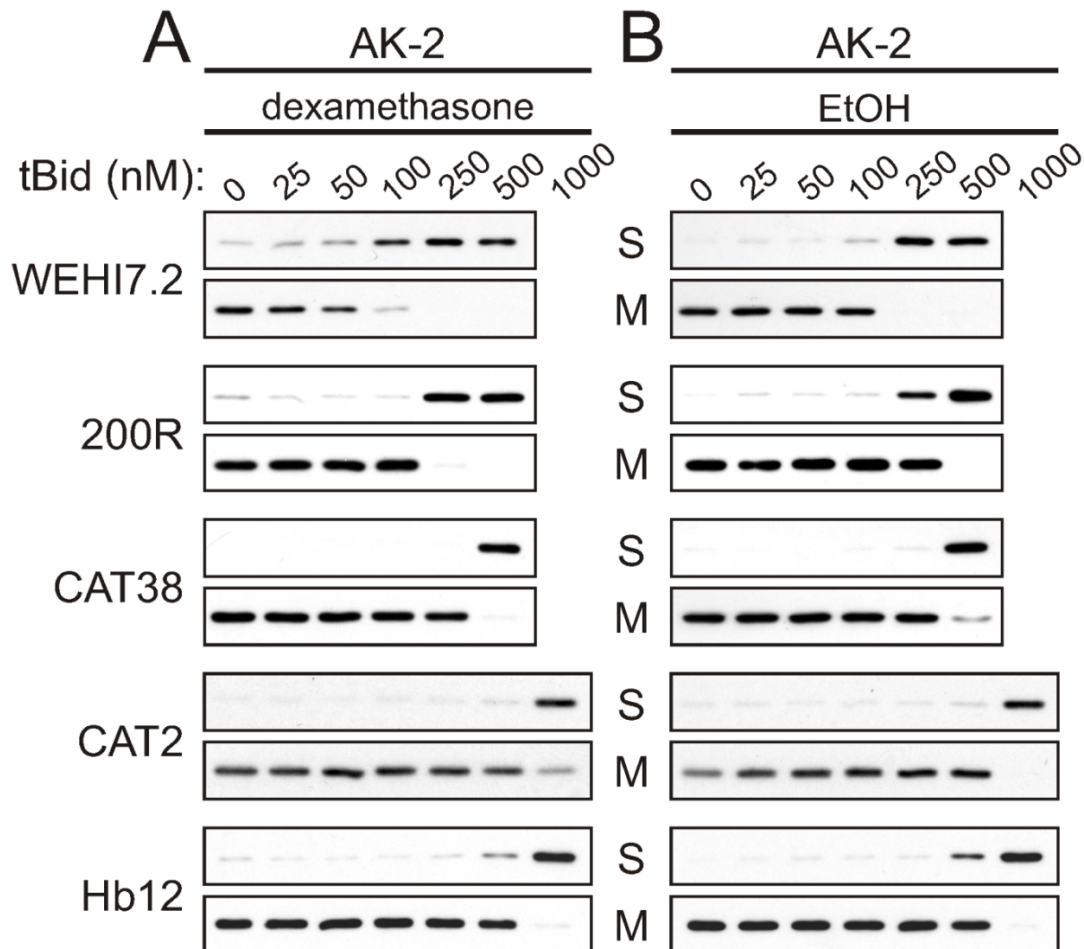 A B
AK-2 AK-2
dexamethasone EtOH
tBid (nM): 0 25 50 100 250 500 1000 0 25 50 100 250 500 1000
WEHI7.2 S
M
200R S
M
CAT38 S
M
CAT2 S
M
Hb12 S
M